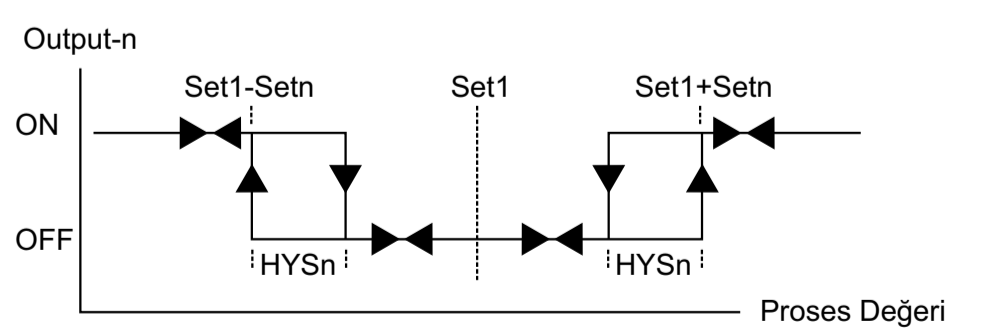 Output-n
Set1-Setn
Set1
Set1+Setn
ON
OFF
HYSn
HYSn
Proses Değeri